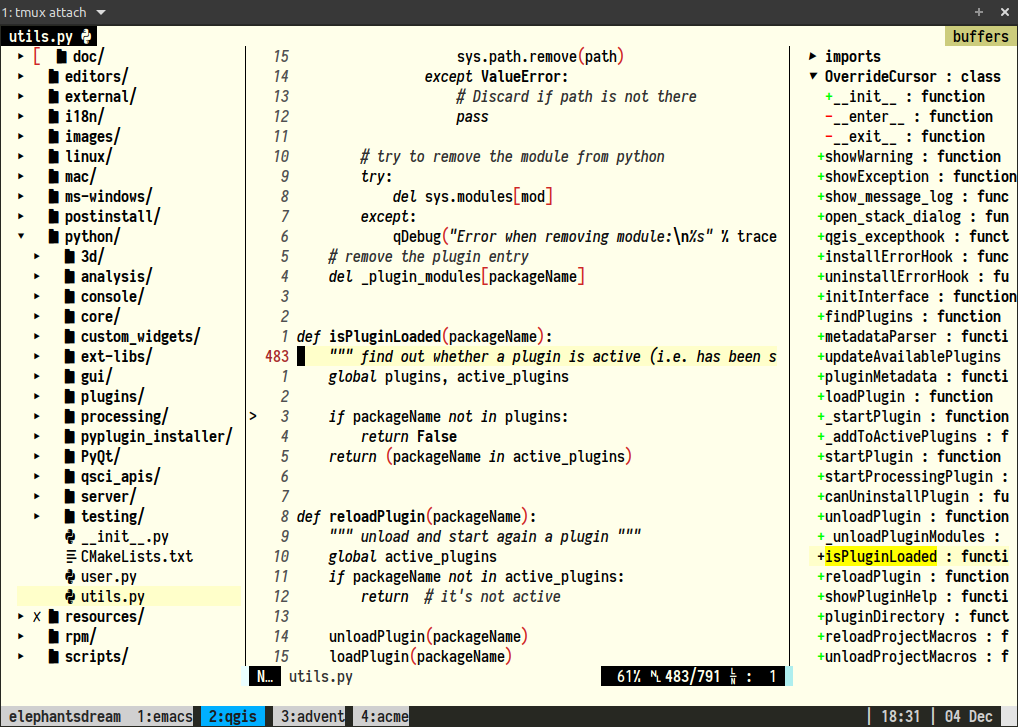 1: tmux attach
utils.py
buffers
[ doc/
editors/
external/
i18n/
images/
linux/
mac/
ms-windows/
postinstall/
python/
3d/
analysis/
console/
core/
custom_widgets/
ext-libs/
gui/
plugins/
processing/
pyplugin_installer/
PyQt/
qsci_apis/
server/
testing/
__init__.py
CMakeLists.txt
user.py
utils.py
✗ resources/
rpm/
scripts/
15 sys.path.remove(path)
14 except ValueError:
13 # Discard if path is not there
12 pass
11
10 # try to remove the module from python
9 try:
8 del sys.modules[mod]
7 except:
6 qDebug("Error when removing module:\n%s" % trace
5 # remove the plugin entry
4 del _plugin_modules[packageName]
3
2
1 def isPluginLoaded(packageName):
483 """ find out whether a plugin is active (i.e. has been s
1 global plugins, active_plugins
2
> 3 if packageName not in plugins:
4 return False
5 return (packageName in active_plugins)
6
7
8 def reloadPlugin(packageName):
9 """ unload and start again a plugin """
10 global active_plugins
11 if packageName not in active_plugins:
12 return # it's not active
13
14 unloadPlugin(packageName)
15 loadPlugin(packageName)
imports
OverrideCursor : class
+__init__ : function
-__enter__ : function
-__exit__ : function
+showWarning : function
+showException : function
+show_message_log : func
+open_stack_dialog : fun
+qgis_excepthook : funct
+installErrorHook : func
+uninstallErrorHook : fu
+initInterface : function
+findPlugins : function
+metadataParser : functi
+updateAvailablePlugins
+pluginMetadata : functi
+loadPlugin : function
+_startPlugin : function
+_addToActivePlugins : f
+startPlugin : function
+startProcessingPlugin :
+canUninstallPlugin : fu
+unloadPlugin : function
+_unloadPluginModules :
+isPluginLoaded : functi
+reloadPlugin : function
+showPluginHelp : functi
+pluginDirectory : funct
+reloadProjectMacros : f
+unloadProjectMacros : f
N… utils.py 61% NL 483/791 LN : 1
elephantsdream 1:emacs 2:qgis 3:advent 4:acme | 18:31 | 04 Dec